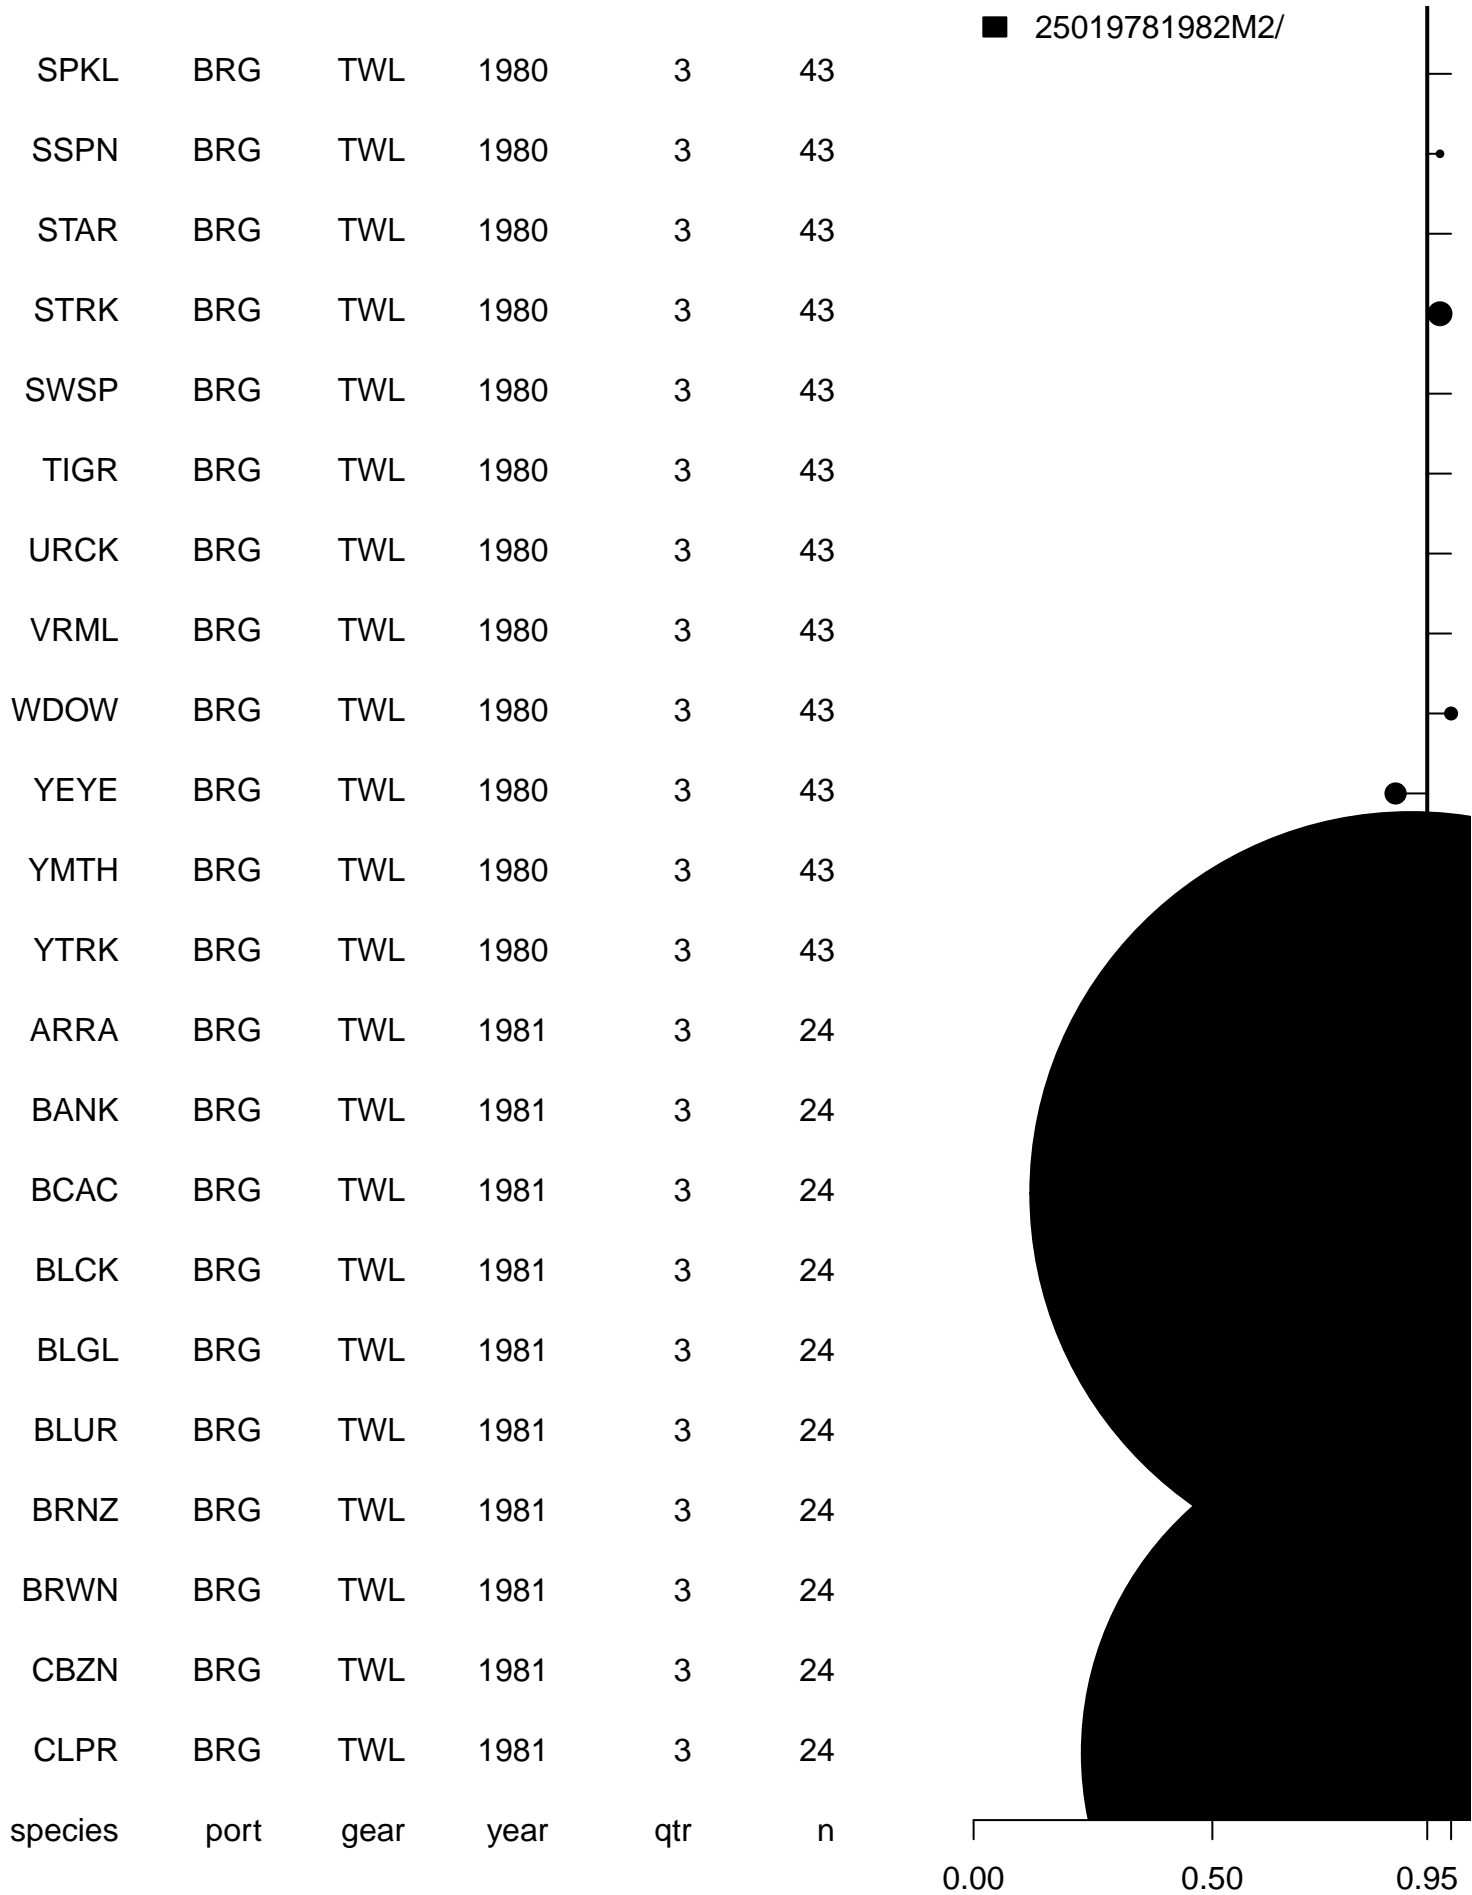 25019781982M2/
SPKL BRG TWL 1980 3 43
SSPN BRG TWL 1980 3 43
STAR BRG TWL 1980 3 43
STRK BRG TWL 1980 3 43
SWSP BRG TWL 1980 3 43
TIGR BRG TWL 1980 3 43
URCK BRG TWL 1980 3 43
VRML BRG TWL 1980 3 43
WDOW BRG TWL 1980 3 43
YEYE BRG TWL 1980 3 43
YMTH BRG TWL 1980 3 43
YTRK BRG TWL 1980 3 43
ARRA BRG TWL 1981 3 24
BANK BRG TWL 1981 3 24
BCAC BRG TWL 1981 3 24
BLCK BRG TWL 1981 3 24
BLGL BRG TWL 1981 3 24
BLUR BRG TWL 1981 3 24
BRNZ BRG TWL 1981 3 24
BRWN BRG TWL 1981 3 24
CBZN BRG TWL 1981 3 24
CLPR BRG TWL 1981 3 24
species port gear year qtr n
0.00 0.50 0.95